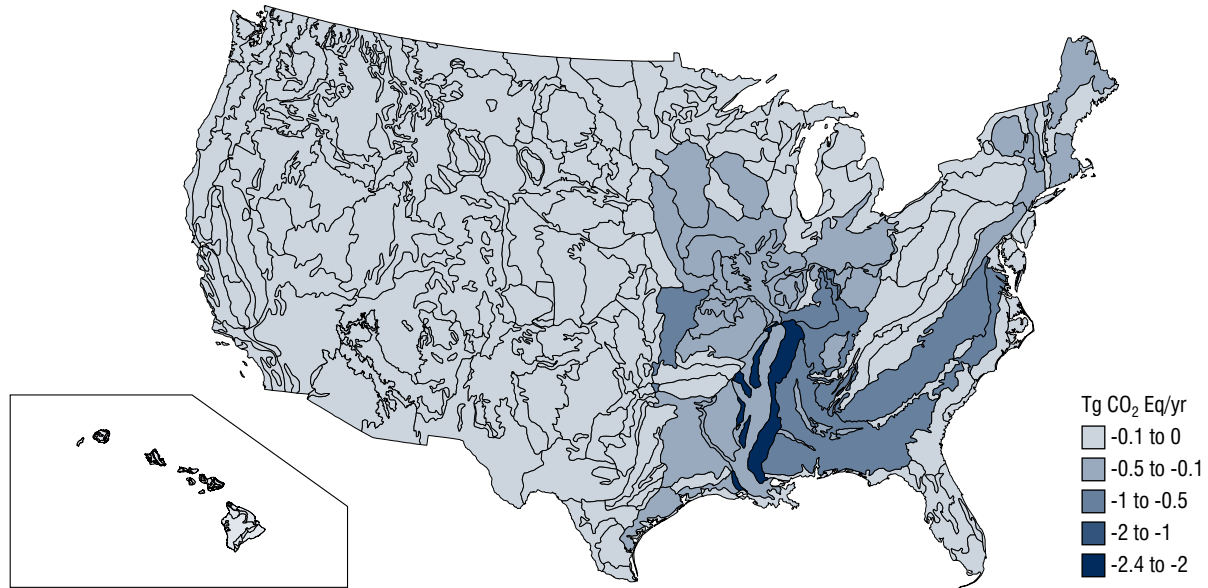 Tg CO₂ Eq/yr
-0.1 to 0
-0.5 to -0.1
-1 to -0.5
-2 to -1
-2.4 to -2